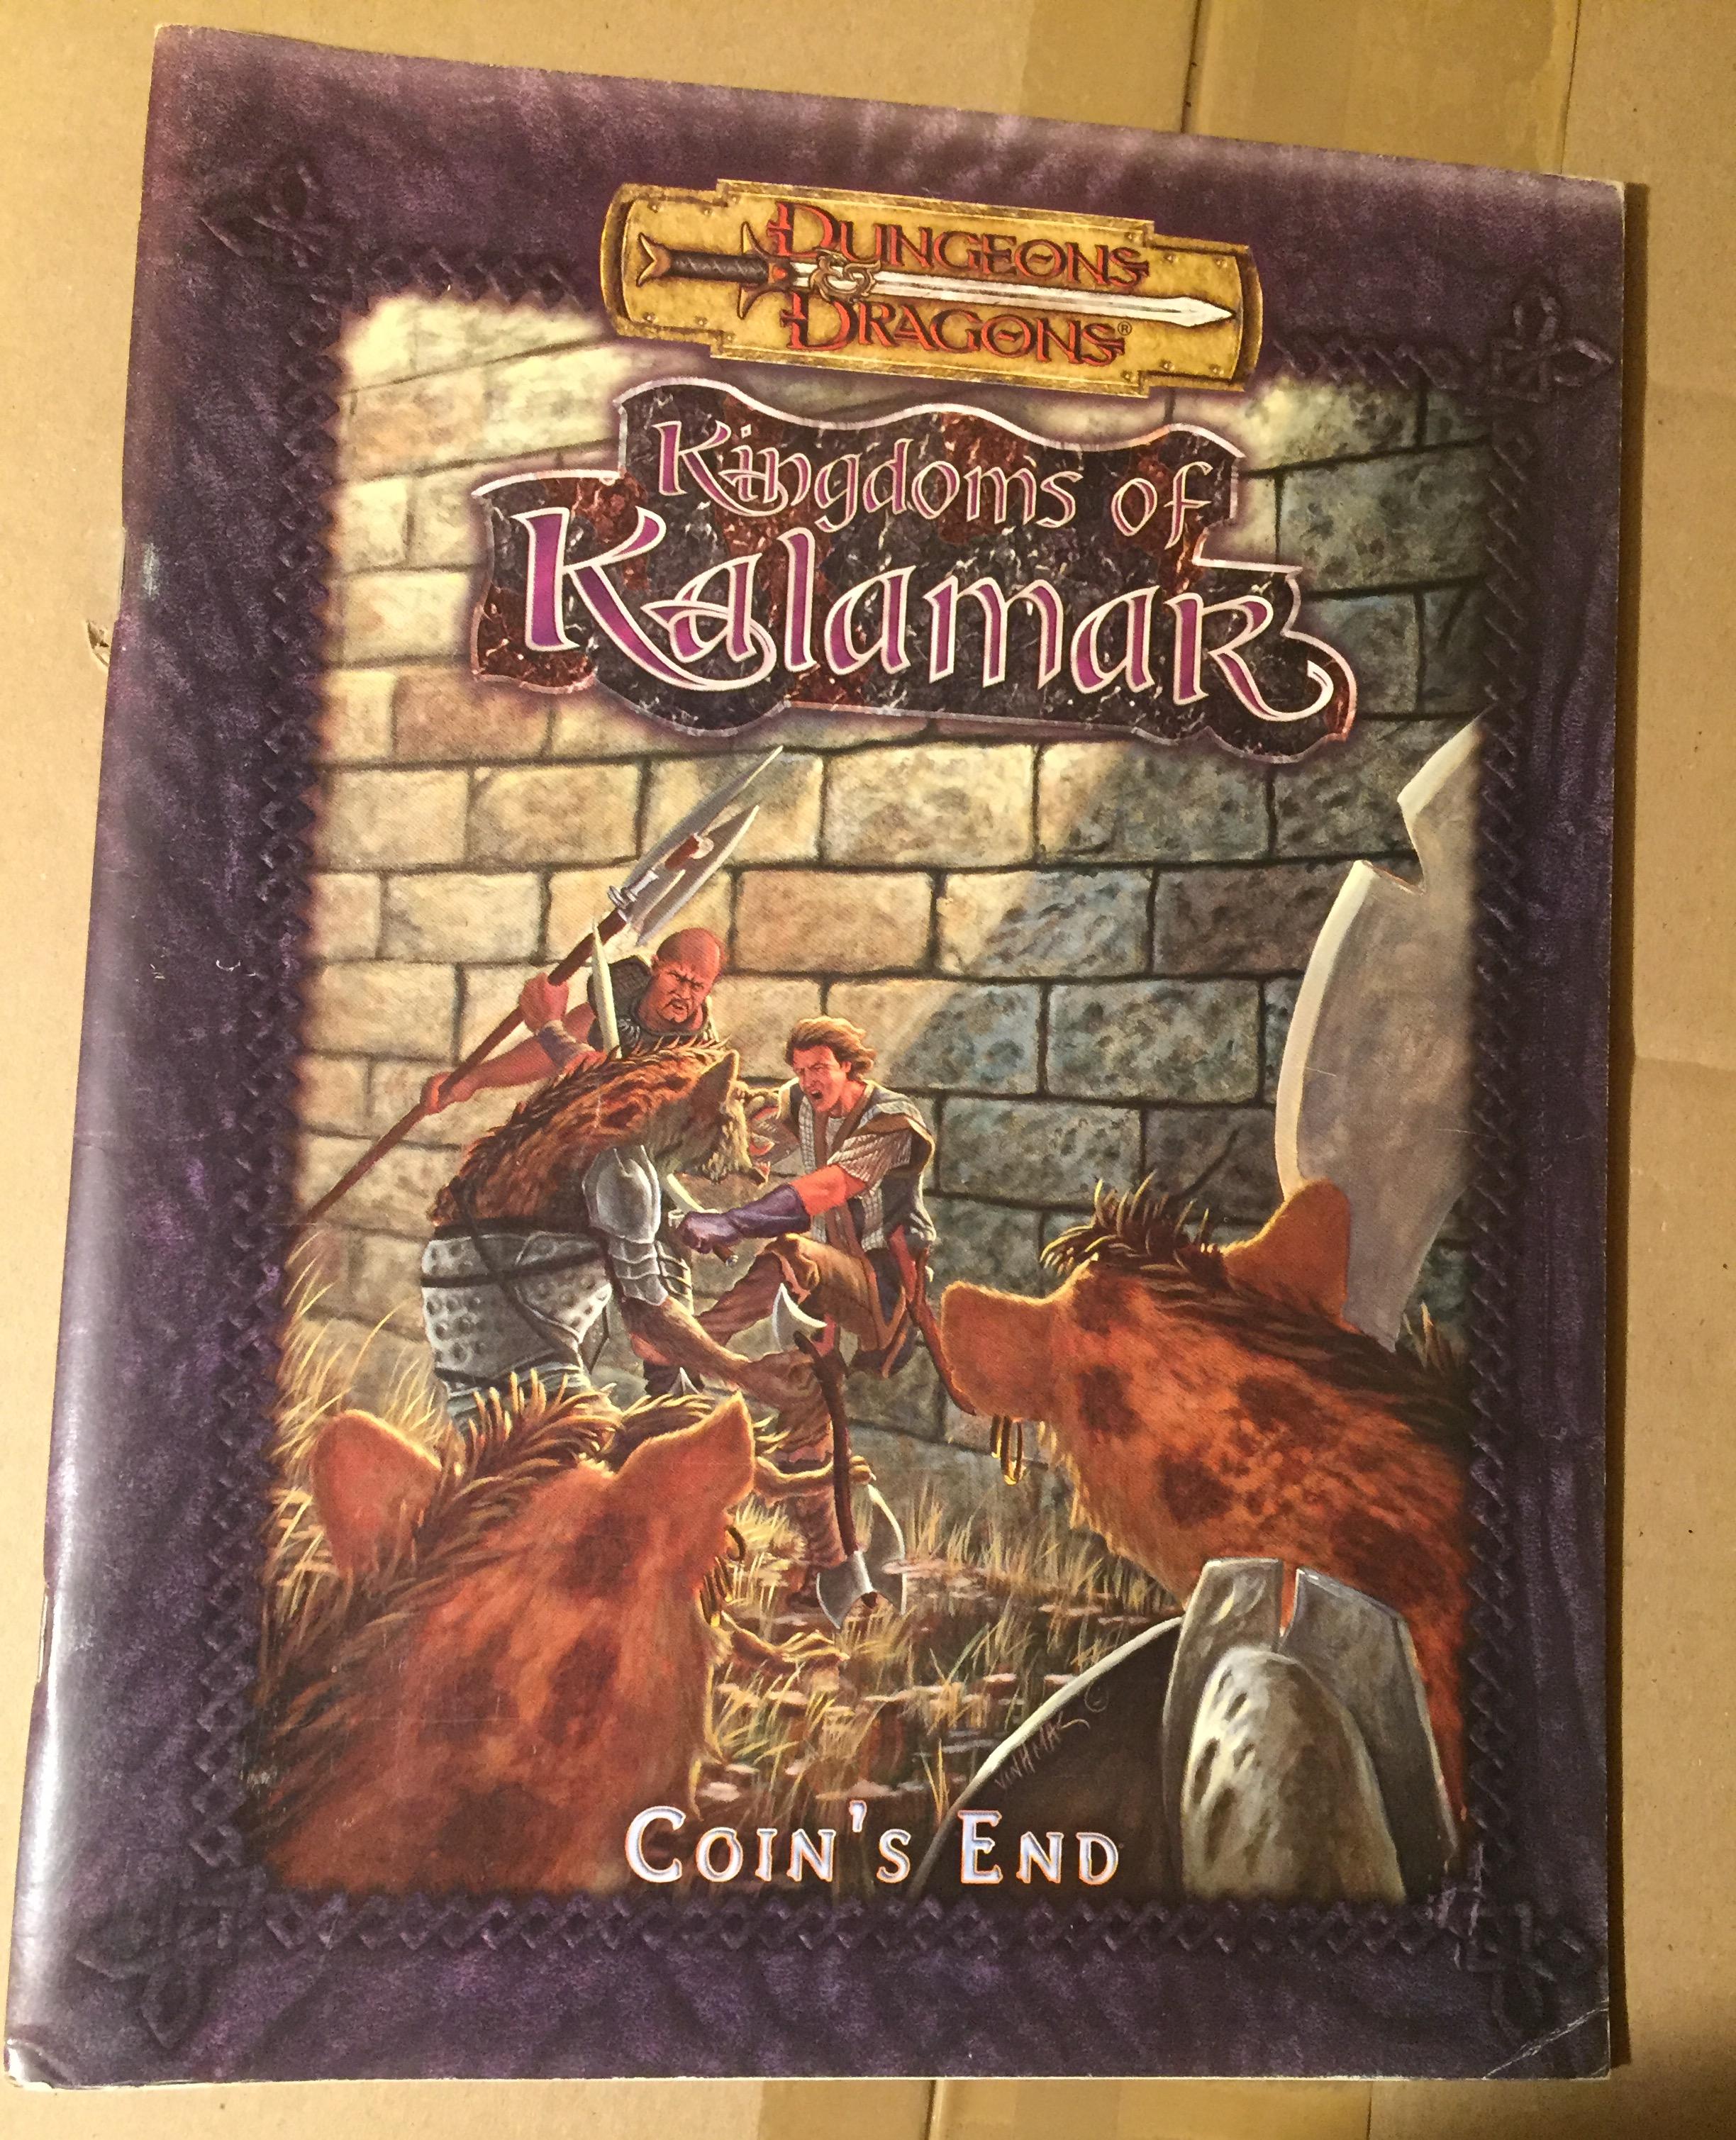 DUNGEONS
&
DRAGONS®
Kingdoms of
Kalamar
COIN'S END